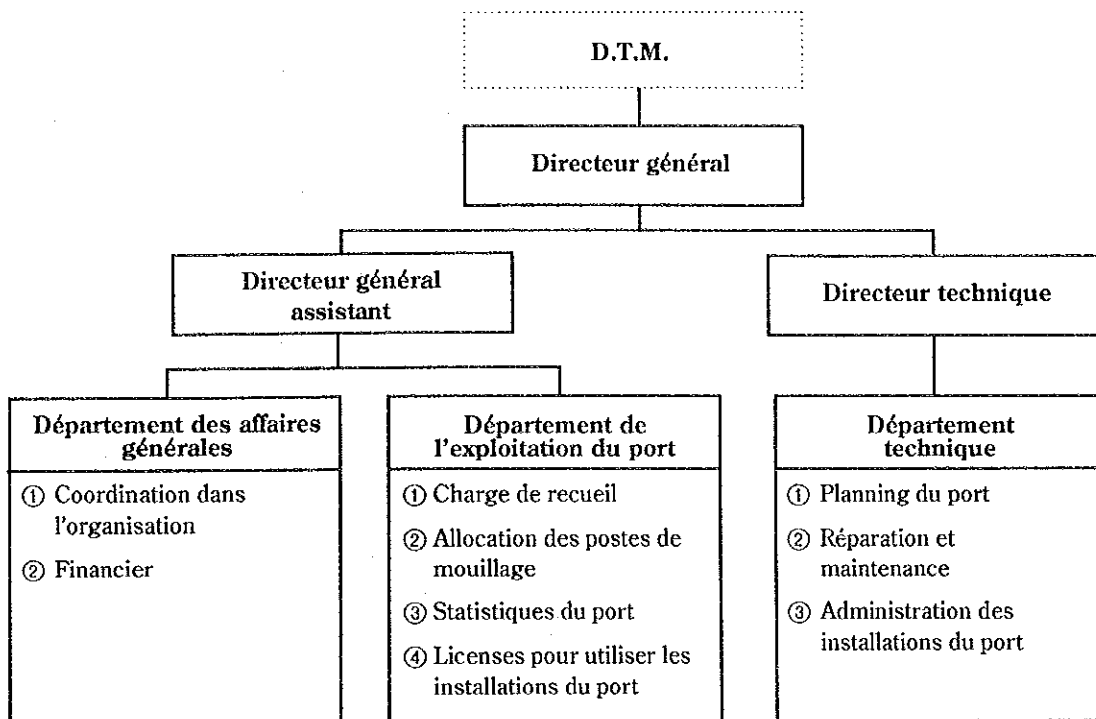 D.T.M.
Directeur général
Directeur général
assistant
Directeur technique
Département des affaires
générales
① Coordination dans
l'organisation
② Financier
Département de
l'exploitation du port
① Charge de recueil
② Allocation des postes de
mouillage
③ Statistiques du port
④ Licenses pour utiliser les
installations du port
Département
technique
① Planning du port
② Réparation et
maintenance
③ Administration des
installations du port